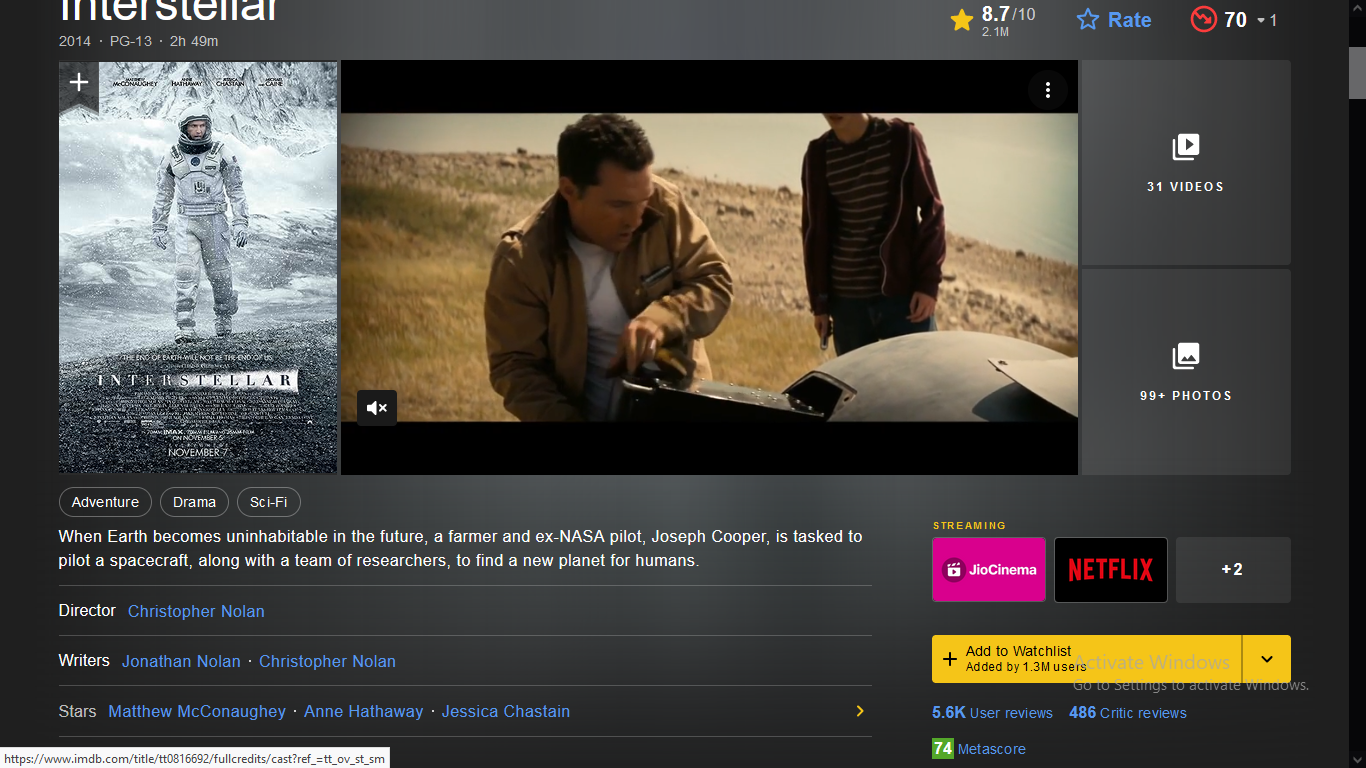 Interstellar
2014 · PG-13 · 2h 49m
8.7/10
2.1M
Rate
70
1
MATTHEW McCONAUGHEY ANNE HATHAWAY JESSICA CHASTAIN MICHAEL CAINE
THE END OF EARTH WILL NOT BE THE END OF US
INTERSTELLAR
ON NOVEMBER 5
NOVEMBER 7
31 VIDEOS
99+ PHOTOS
Adventure
Drama
Sci-Fi
When Earth becomes uninhabitable in the future, a farmer and ex-NASA pilot, Joseph Cooper, is tasked to
pilot a spacecraft, along with a team of researchers, to find a new planet for humans.
Director Christopher Nolan
Writers Jonathan Nolan · Christopher Nolan
Stars Matthew McConaughey · Anne Hathaway · Jessica Chastain
STREAMING
JioCinema
NETFLIX
+2
Add to Watchlist
Added by 1.3M users
Activate Windows
Go to Settings to activate Windows.
5.6K User reviews 486 Critic reviews
74 Metascore
https://www.imdb.com/title/tt0816692/fullcredits/cast?ref_=tt_ov_st_sm